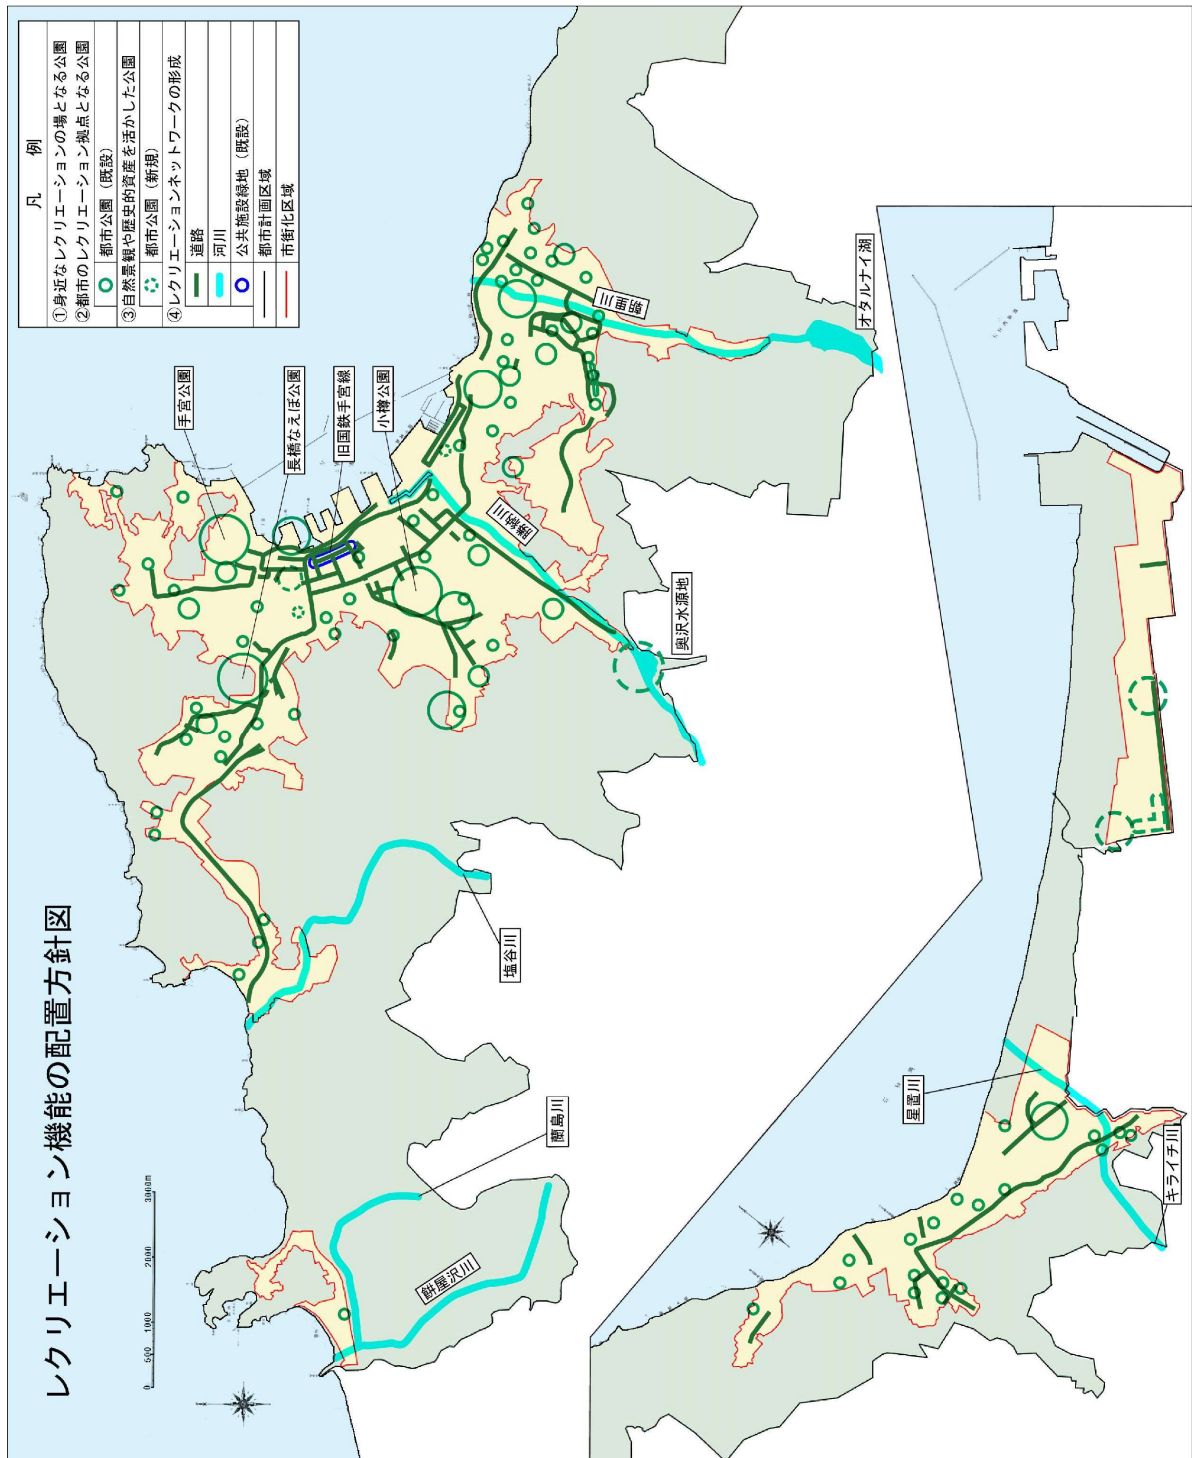 レクリエーション機能の配置方針図
凡 例
①身近なレクリエーションの場となる公園
②都市のレクリエーション拠点となる公園
都市公園（既設）
③自然景観や歴史的資産を活かした公園
都市公園（新規）
④レクリエーションネットワークの形成
道路
河川
公共施設緑地（既設）
都市計画区域
市街化区域
手宮公園
長橋なえぼ公園
旧国鉄手宮線
小樽公園
朝里川
オタルナイ湖
勝納川
奥沢水源地
塩谷川
蘭島川
餅屋沢川
0 500 1000 2000 3000m
星置川
キライチ川